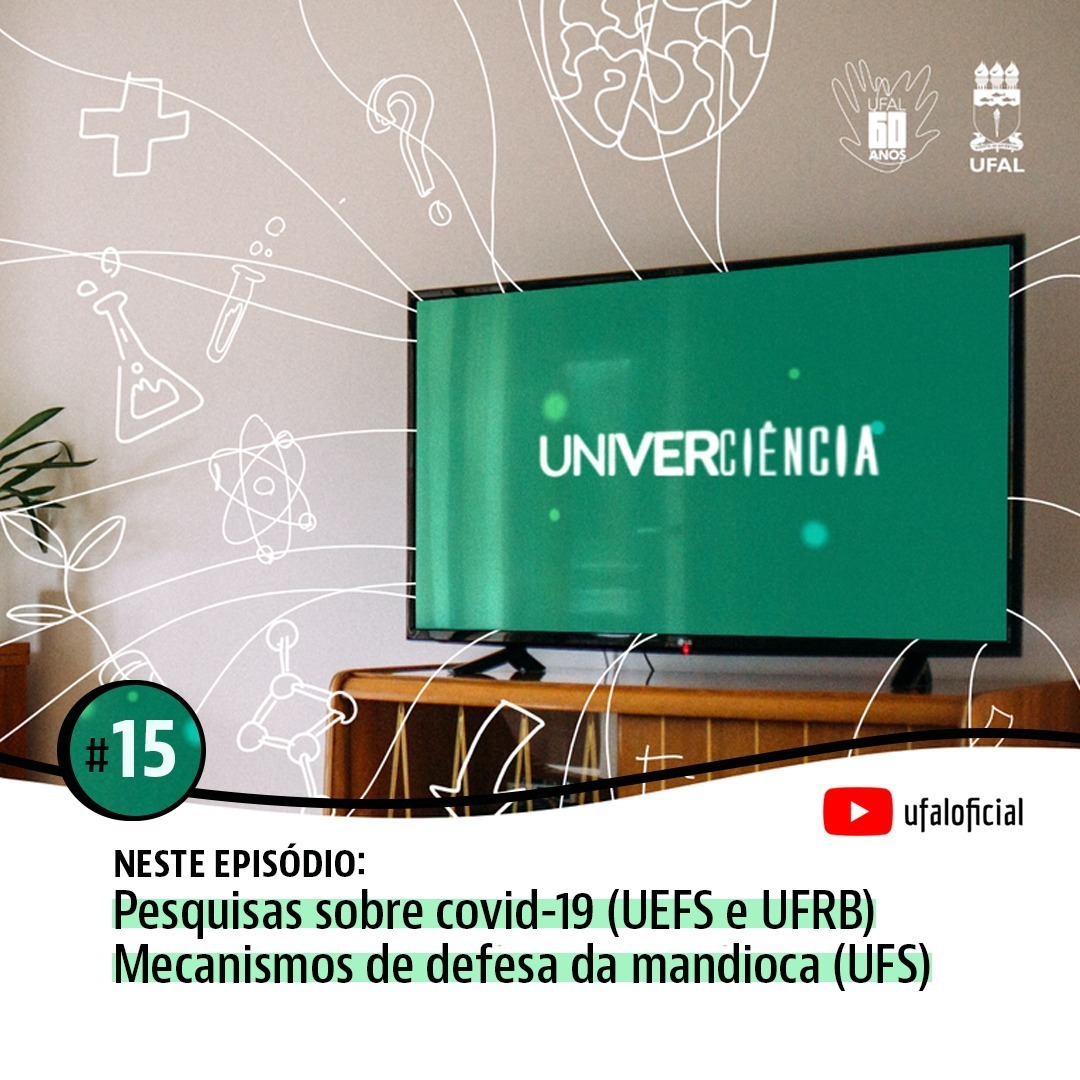 UFAL
60
ANOS
UFAL
UNIVERCIÊNCIA
#15
ufaloficial
NESTE EPISÓDIO:
Pesquisas sobre covid-19 (UEFS e UFRB)
Mecanismos de defesa da mandioca (UFS)